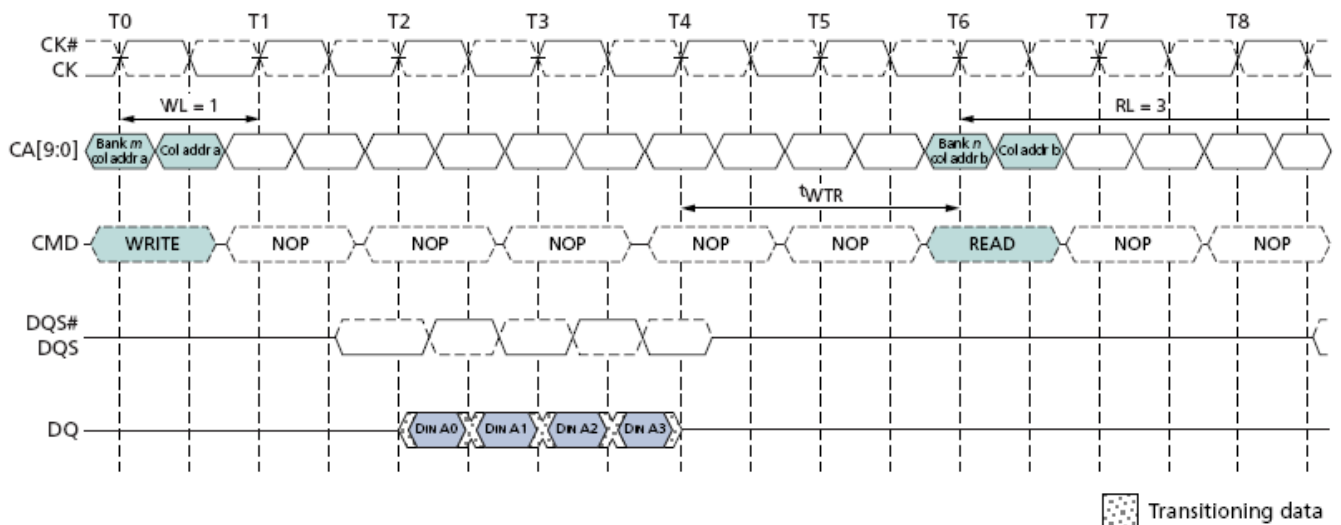 T0 T1 T2 T3 T4 T5 T6 T7 T8
CK#
CK
WL = 1 RL = 3
CA[9:0] Bank m col addr a Col addr a Bank n col addr b Col addr b
tWTR
CMD WRITE NOP NOP NOP NOP NOP READ NOP NOP
DQS#
DQS
DQ DIN A0 DIN A1 DIN A2 DIN A3
Transitioning data